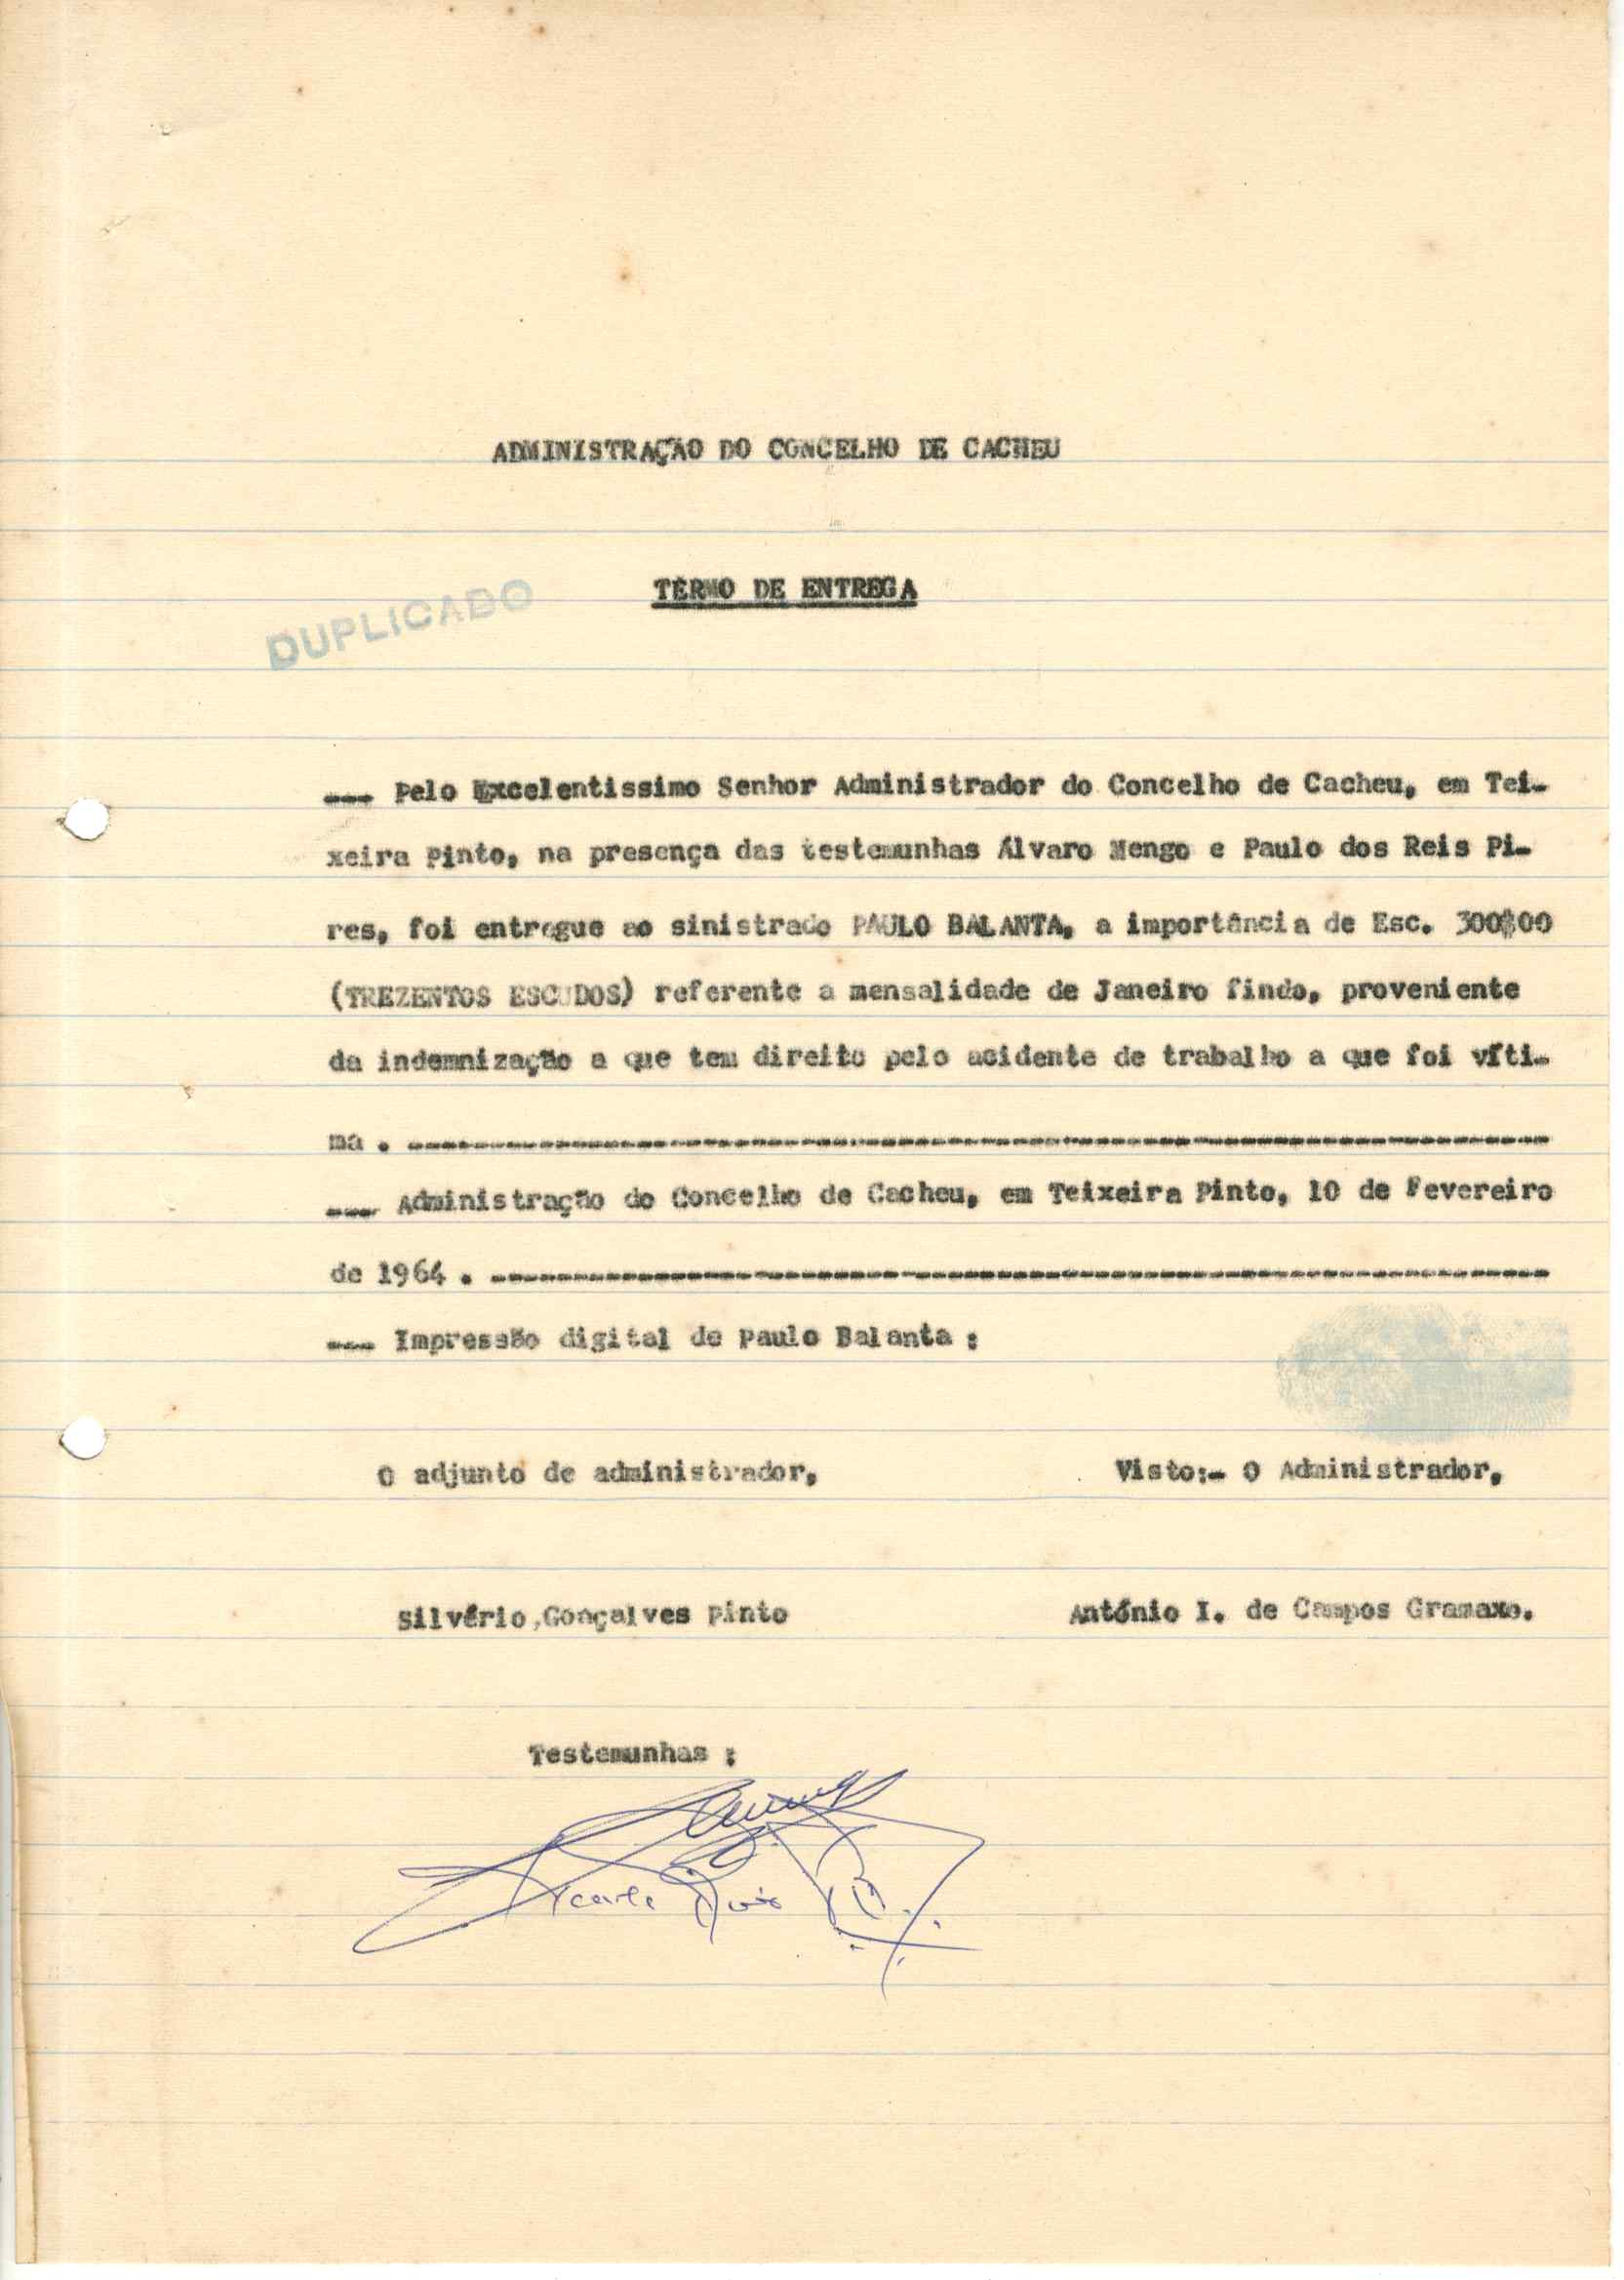 ADMINISTRAÇÃO DO CONCELHO DE CACHEU
TÊRMO DE ENTREGA
DUPLICADO
--- Pelo Excelentissimo Senhor Administrador do Concelho de Cacheu, em Tei-
xeira Pinto, na presença das testemunhas Álvaro Mengo e Paulo dos Reis Pi-
res, foi entregue ao sinistrado PAULO BALANTA, a importância de Esc. 300$00
(TREZENTOS ESCUDOS) referente a mensalidade de Janeiro findo, proveniente
da indemnização a que tem direito pelo acidente de trabalho a que foi víti-
ma . ---
--- Administração do Concelho de Cacheu, em Teixeira Pinto, 10 de Fevereiro
de 1964 . ---
--- Impressão digital de Paulo Balanta :
O adjunto de administrador, Visto:- O Administrador,
Silvério Gonçalves Pinto António I. de Campos Gramaxo.
Testemunhas :